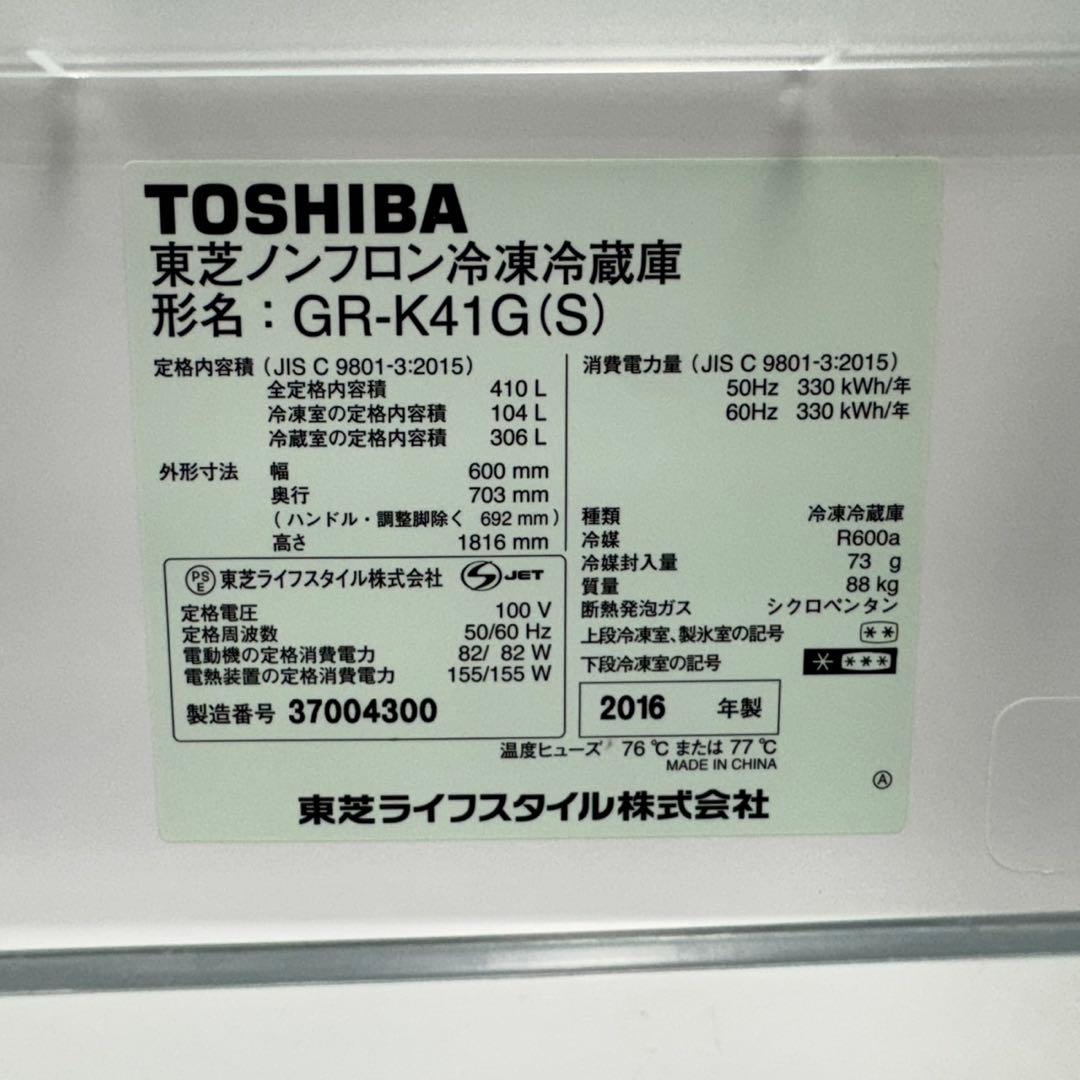 TOSHIBA
東芝ノンフロン冷凍冷蔵庫
形名：GR-K41G(S)
定格内容積（JIS C 9801-3:2015）
全定格内容積 410 L
冷凍室の定格内容積 104 L
冷蔵室の定格内容積 306 L
外形寸法 幅 600 mm
奥行 703 mm
（ハンドル・調整脚除く 692 mm）
高さ 1816 mm
PSE 東芝ライフスタイル株式会社 S JET
定格電圧 100 V
定格周波数 50/60 Hz
電動機の定格消費電力 82/ 82 W
電熱装置の定格消費電力 155/155 W
製造番号 37004300
消費電力量（JIS C 9801-3:2015）
50Hz 330 kWh/年
60Hz 330 kWh/年
種類 冷凍冷蔵庫
冷媒 R600a
冷媒封入量 73 g
質量 88 kg
断熱発泡ガス シクロペンタン
上段冷凍室、製氷室の記号 **
下段冷凍室の記号 * ***
2016 年製
温度ヒューズ 76 ℃ または 77 ℃
MADE IN CHINA
Ⓐ
東芝ライフスタイル株式会社